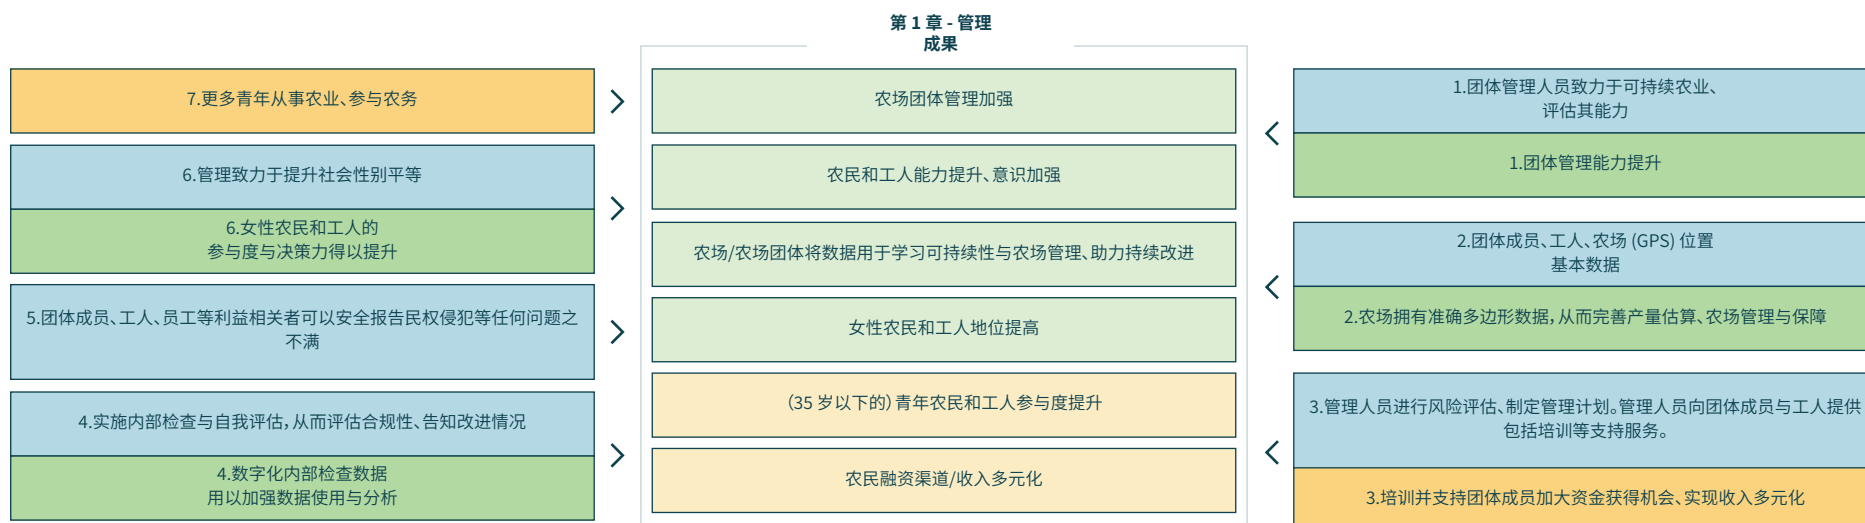 第 1 章 - 管理
成果
7.更多青年从事农业、参与农务
6.管理致力于提升社会性别平等
6.女性农民和工人的
参与度与决策力得以提升
5.团体成员、工人、员工等利益相关者可以安全报告民权侵犯等任何问题之
不满
4.实施内部检查与自我评估，从而评估合规性、告知改进情况
4.数字化内部检查数据
用以加强数据使用与分析
农场团体管理加强
农民和工人能力提升、意识加强
农场/农场团体将数据用于学习可持续性与农场管理、助力持续改进
女性农民和工人地位提高
（35 岁以下的）青年农民和工人参与度提升
农民融资渠道/收入多元化
1.团体管理人员致力于可持续农业、
评估其能力
1.团体管理能力提升
2.团体成员、工人、农场 (GPS) 位置
基本数据
2.农场拥有准确多边形数据，从而完善产量估算、农场管理与保障
3.管理人员进行风险评估、制定管理计划。管理人员向团体成员与工人提供
包括培训等支持服务。
3.培训并支持团体成员加大资金获得机会、实现收入多元化